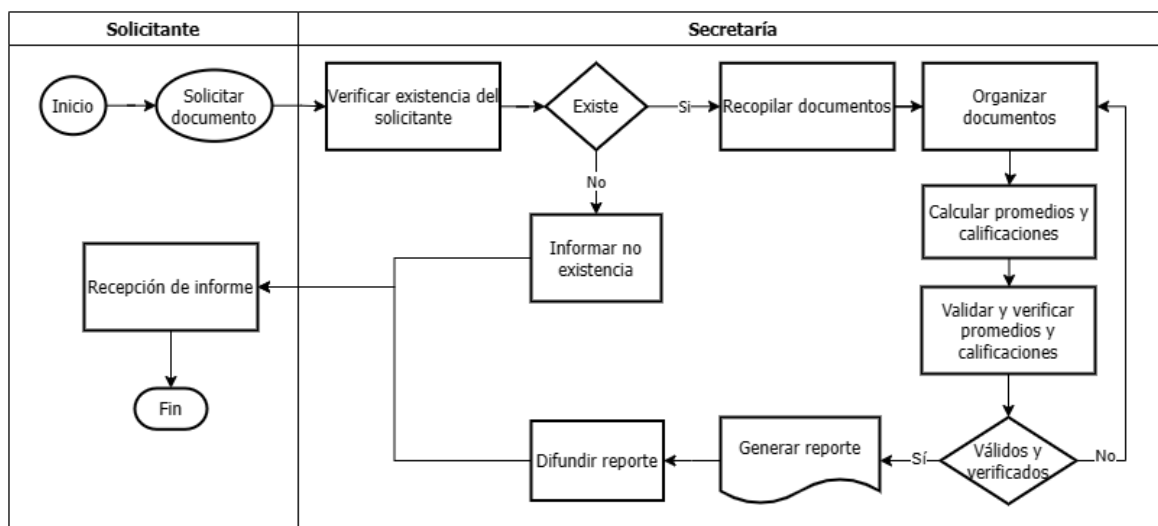 Solicitante
Secretaría
Inicio
Solicitar
documento
Verificar existencia del
solicitante
Existe
Si
Recopilar documentos
Organizar
documentos
No
Calcular promedios y
calificaciones
Informar no
existencia
Recepción de informe
Validar y verificar
promedios y
calificaciones
Fin
Difundir reporte
Generar reporte
Sí
Válidos y
verificados
No